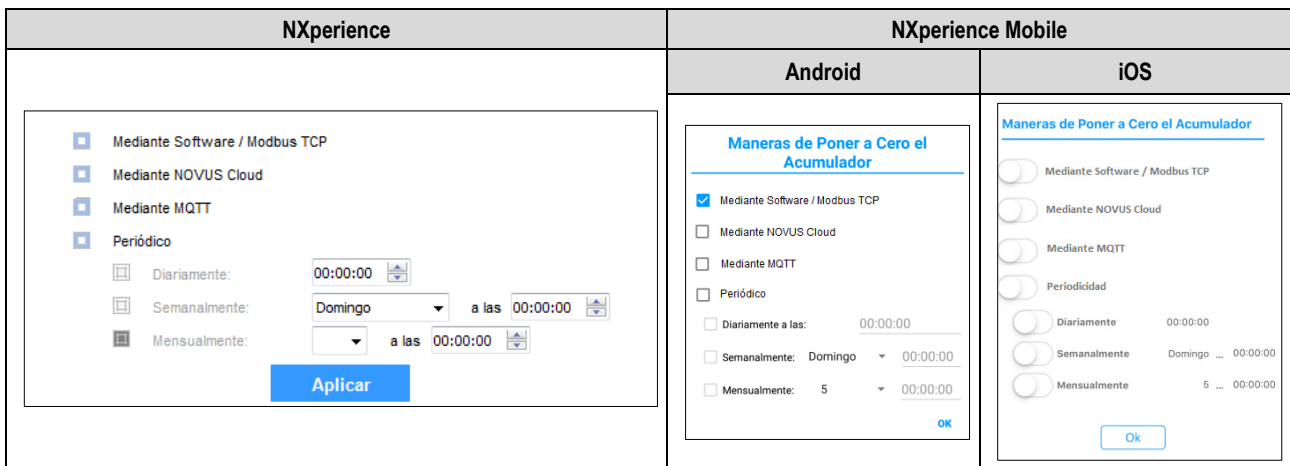 NXperience
NXperience Mobile
Android
iOS
Mediante Software / Modbus TCP
Mediante NOVUS Cloud
Mediante MQTT
Periódico
Diariamente: 00:00:00
Semanalmente: Domingo a las 00:00:00
Mensualmente: a las 00:00:00
Aplicar
Maneras de Poner a Cero el
Acumulador
Mediante Software / Modbus TCP
Mediante NOVUS Cloud
Mediante MQTT
Periódico
Diariamente a las: 00:00:00
Semanalmente: Domingo 00:00:00
Mensualmente: 5 00:00:00
OK
Maneras de Poner a Cero el Acumulador
Mediante Software / Modbus TCP
Mediante NOVUS Cloud
Mediante MQTT
Periodicidad
Diariamente 00:00:00
Semanalmente Domingo ... 00:00:00
Mensualmente 5 ... 00:00:00
Ok